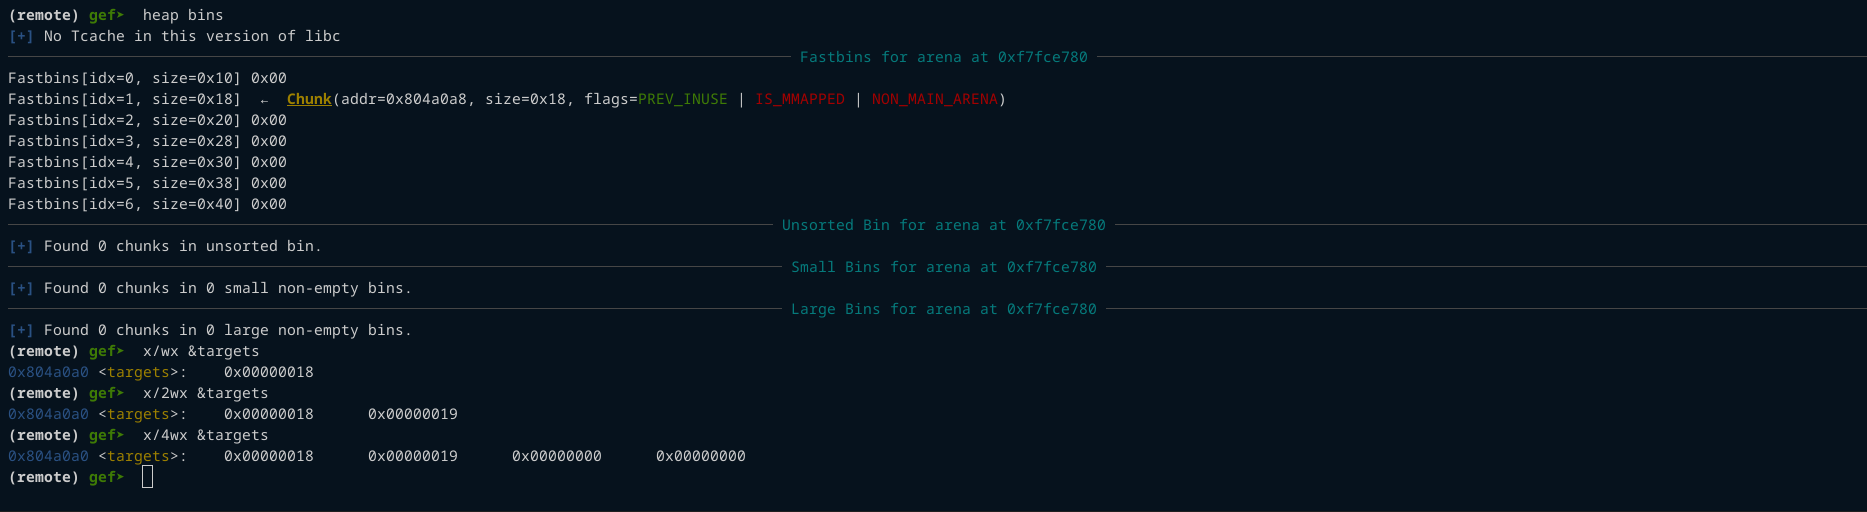 (remote) gef➤  heap bins
[+] No Tcache in this version of libc
Fastbins for arena at 0xf7fce780
Fastbins[idx=0, size=0x10] 0x00
Fastbins[idx=1, size=0x18]  ←  Chunk(addr=0x804a0a8, size=0x18, flags=PREV_INUSE | IS_MMAPPED | NON_MAIN_ARENA)
Fastbins[idx=2, size=0x20] 0x00
Fastbins[idx=3, size=0x28] 0x00
Fastbins[idx=4, size=0x30] 0x00
Fastbins[idx=5, size=0x38] 0x00
Fastbins[idx=6, size=0x40] 0x00
Unsorted Bin for arena at 0xf7fce780
[+] Found 0 chunks in unsorted bin.
Small Bins for arena at 0xf7fce780
[+] Found 0 chunks in 0 small non-empty bins.
Large Bins for arena at 0xf7fce780
[+] Found 0 chunks in 0 large non-empty bins.
(remote) gef➤  x/wx &targets
0x804a0a0 <targets>:    0x00000018
(remote) gef➤  x/2wx &targets
0x804a0a0 <targets>:    0x00000018      0x00000019
(remote) gef➤  x/4wx &targets
0x804a0a0 <targets>:    0x00000018      0x00000019      0x00000000      0x00000000
(remote) gef➤